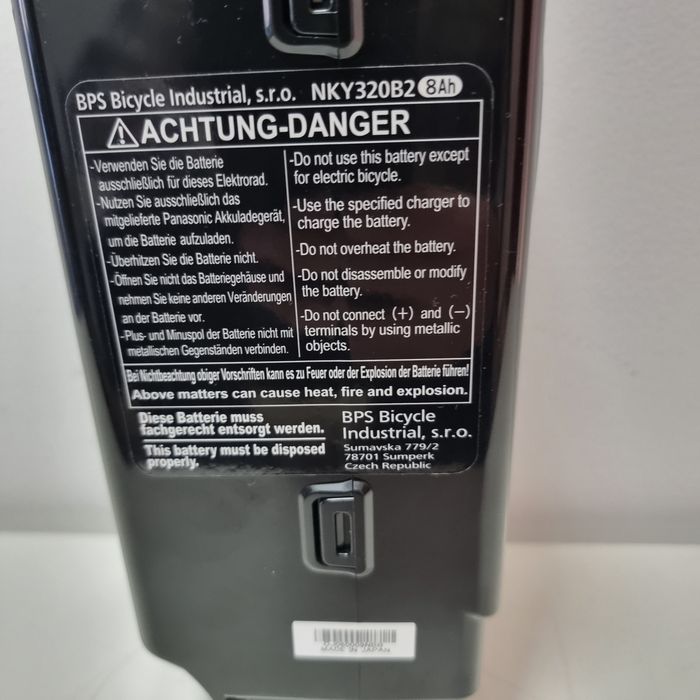 BPS Bicycle Industrial, s.r.o. NKY320B2 8Ah
ACHTUNG-DANGER
-Verwenden Sie die Batterie
ausschließlich für dieses Elektrorad.
-Nutzen Sie ausschließlich das
mitgelieferte Panasonic Akkuladegerät,
um die Batterie aufzuladen.
-Überhitzen Sie die Batterie nicht.
-Öffnen Sie nicht das Batteriegehäuse und
nehmen Sie keine anderen Veränderungen
an der Batterie vor.
-Plus- und Minuspol der Batterie nicht mit
metallischen Gegenständen verbinden.
-Do not use this battery except
for electric bicycle.
-Use the specified charger to
charge the battery.
-Do not overheat the battery.
-Do not disassemble or modify
the battery.
-Do not connect (+) and (−)
terminals by using metallic
objects.
Bei Nichtbeachtung obiger Vorschriften kann es zu Feuer oder der Explosion der Batterie führen!
Above matters can cause heat, fire and explosion.
Diese Batterie muss
fachgerecht entsorgt werden.
This battery must be disposed
properly.
BPS Bicycle
Industrial, s.r.o.
Sumavska 779/2
78701 Sumperk
Czech Republic
MADE IN JAPAN